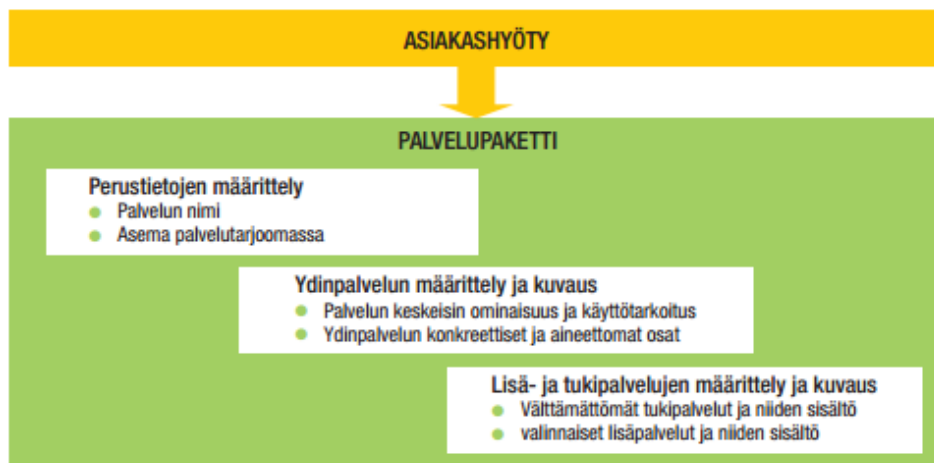 ASIAKASHYÖTY
PALVELUPAKETTI
Perustietojen määrittely
Palvelun nimi
Asema palvelutarjoomassa
Ydinpalvelun määrittely ja kuvaus
Palvelun keskeisin ominaisuus ja käyttötarkoitus
Ydinpalvelun konkreettiset ja aineettomat osat
Lisä- ja tukipalvelujen määrittely ja kuvaus
Välttämättömät tukipalvelut ja niiden sisältö
valinnaiset lisäpalvelut ja niiden sisältö